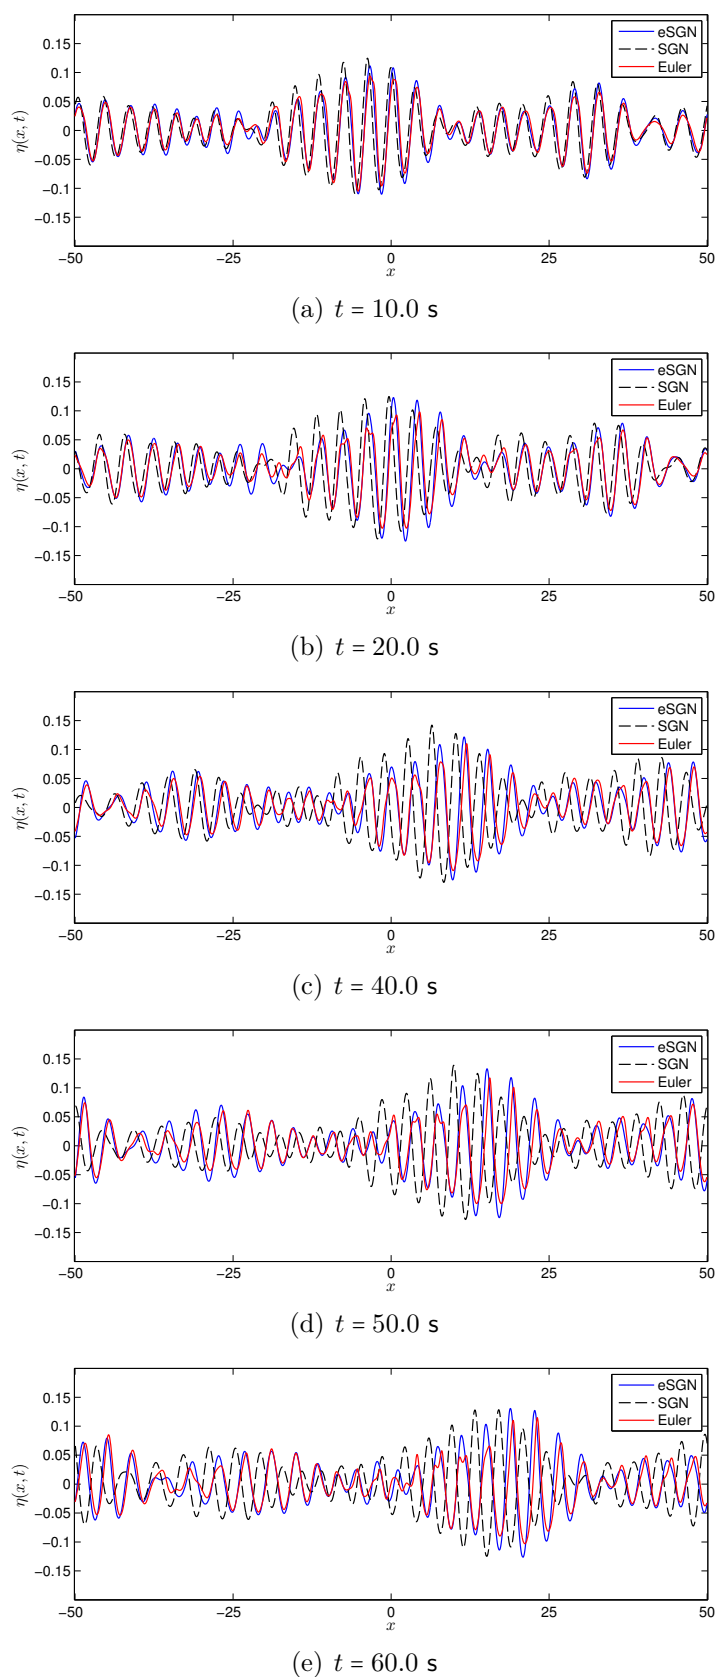 eSGN
SGN
Euler
η(x, t)
0.15
0.1
0.05
0
−0.05
−0.1
−0.15
−50
−25
0
25
50
x
(a) t = 10.0 s
eSGN
SGN
Euler
η(x, t)
0.15
0.1
0.05
0
−0.05
−0.1
−0.15
−50
−25
0
25
50
x
(b) t = 20.0 s
eSGN
SGN
Euler
η(x, t)
0.15
0.1
0.05
0
−0.05
−0.1
−0.15
−50
−25
0
25
50
x
(c) t = 40.0 s
eSGN
SGN
Euler
η(x, t)
0.15
0.1
0.05
0
−0.05
−0.1
−0.15
−50
−25
0
25
50
x
(d) t = 50.0 s
eSGN
SGN
Euler
η(x, t)
0.15
0.1
0.05
0
−0.05
−0.1
−0.15
−50
−25
0
25
50
x
(e) t = 60.0 s